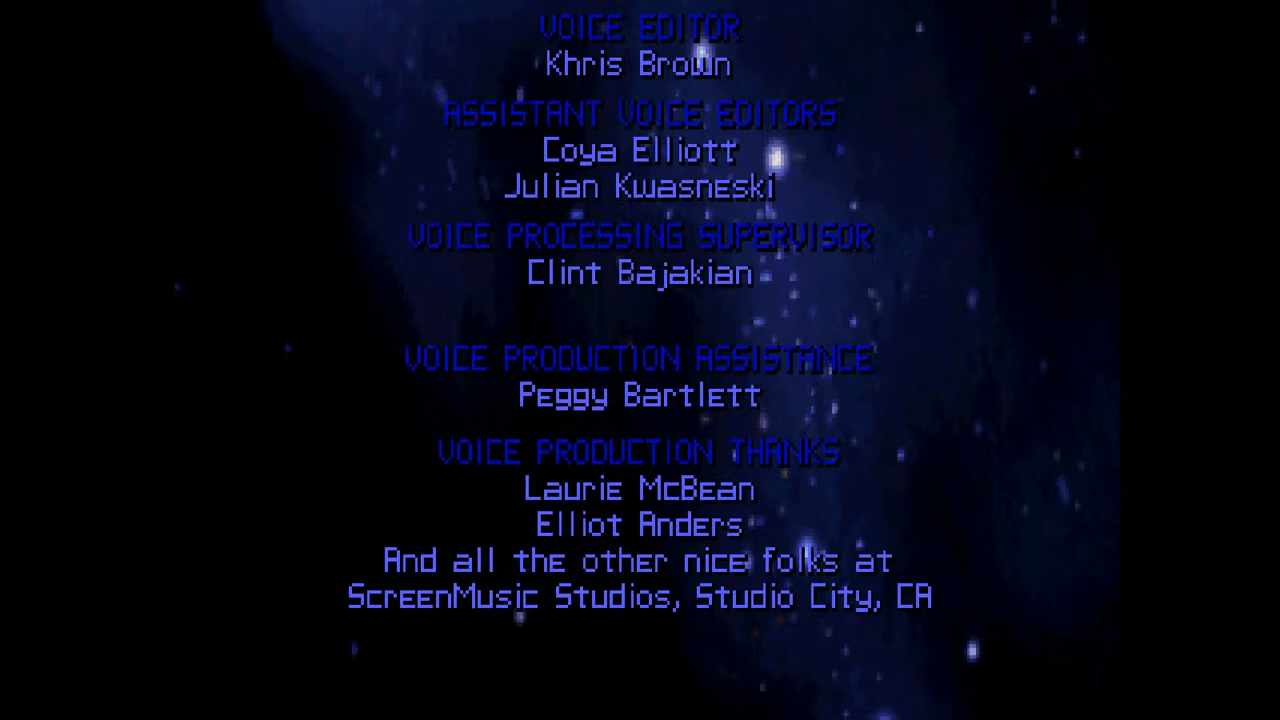 VOICE EDITOR
Khris Brown
ASSISTANT VOICE EDITORS
Coya Elliott
Julian Kwasneski
VOICE PROCESSING SUPERVISOR
Clint Bajakian
VOICE PRODUCTION ASSISTANCE
Peggy Bartlett
VOICE PRODUCTION THANKS
Laurie McBean
Elliot Anders
And all the other nice folks at
ScreenMusic Studios, Studio City, CA